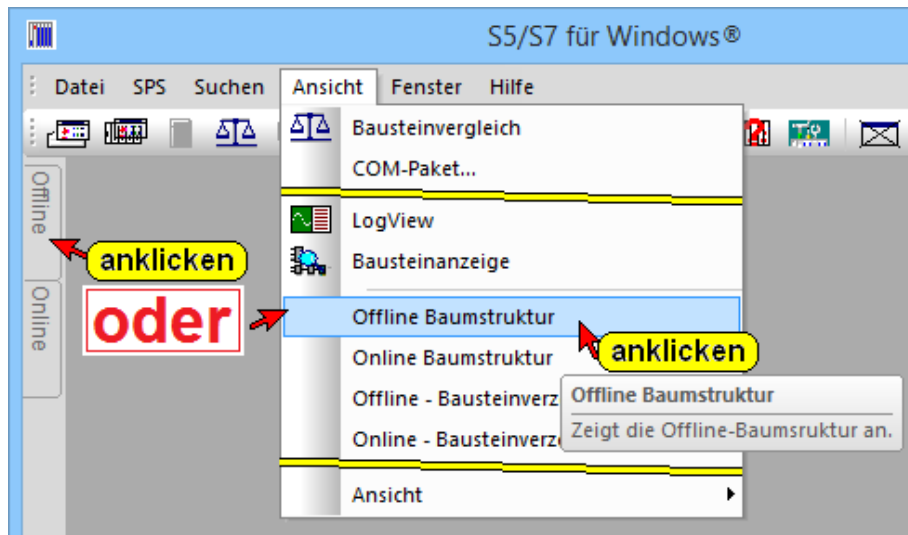 S5/S7 für Windows®
Datei SPS Suchen Ansicht Fenster Hilfe
Bausteinvergleich
COM-Paket...
Offline
LogView
anklicken
Bausteinanzeige
Online
oder
Offline Baumstruktur
anklicken
Online Baumstruktur
Offline - Bausteinverz
Offline Baumstruktur
Zeigt die Offline-Baumsruktur an.
Online - Bausteinverz
Ansicht